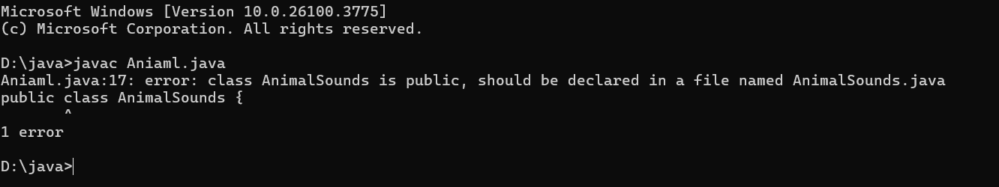 Microsoft Windows [Version 10.0.26100.3775]
(c) Microsoft Corporation. All rights reserved.
D:\java>javac Aniaml.java
Aniaml.java:17: error: class AnimalSounds is public, should be declared in a file named AnimalSounds.java
public class AnimalSounds {
       ^
1 error
D:\java>